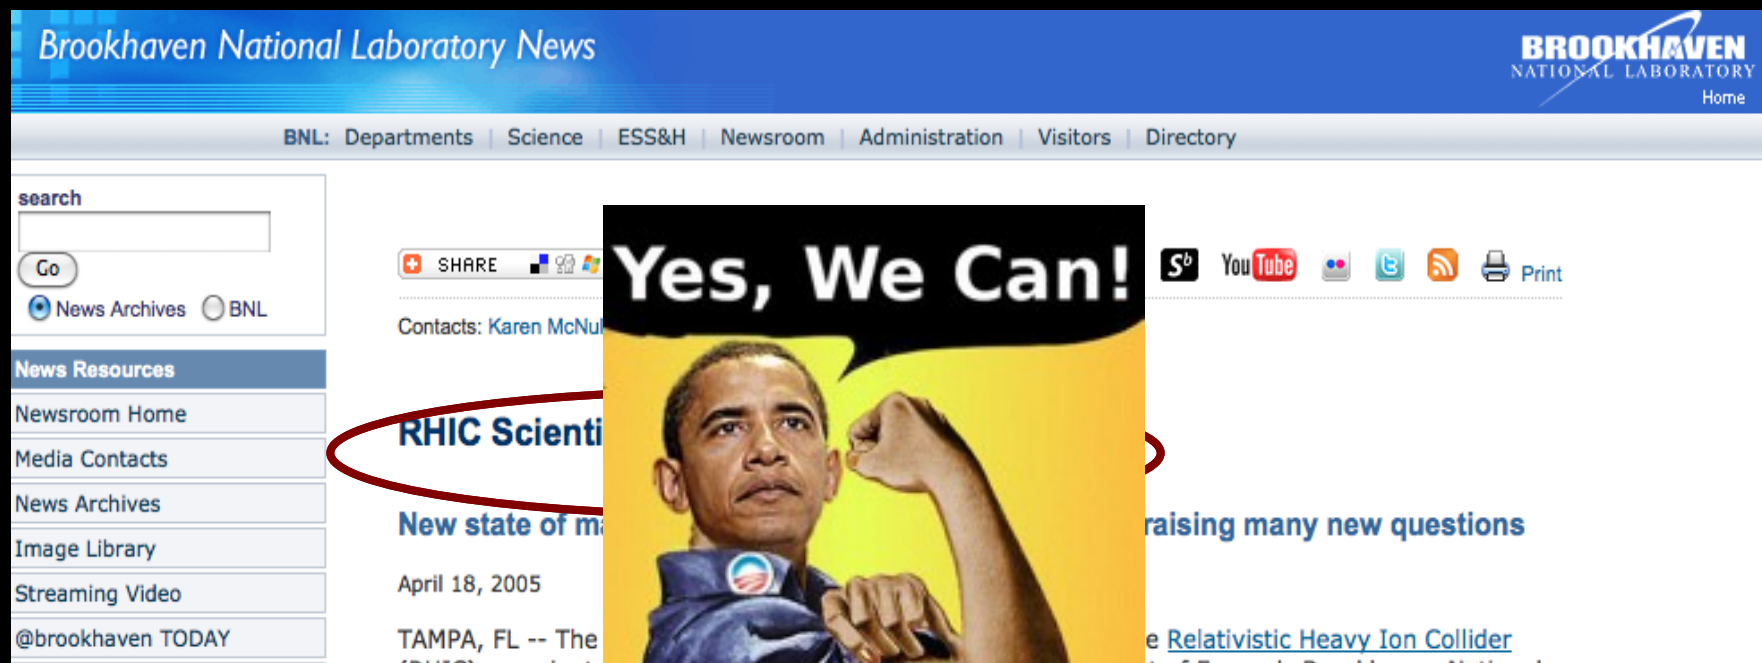 Brookhaven National Laboratory News
BROOKHAVEN
NATIONAL LABORATORY
Home
BNL: Departments | Science | ESS&H | Newsroom | Administration | Visitors | Directory
search
Go
News Archives BNL
News Resources
Newsroom Home
Media Contacts
News Archives
Image Library
Streaming Video
@brookhaven TODAY
SHARE
Yes, We Can!
Sb
YouTube
Print
Contacts: Karen McNu
RHIC Scienti
New state of m raising many new questions
April 18, 2005
TAMPA, FL -- The e Relativistic Heavy Ion Collider